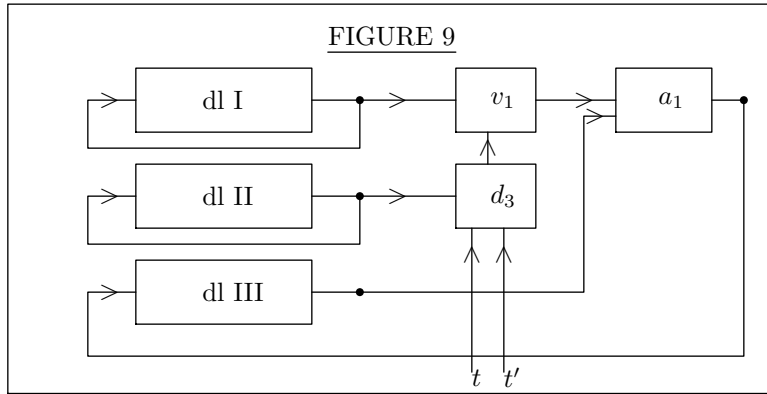 FIGURE 9
dl I
v₁
a₁
dl II
d₃
dl III
t t′